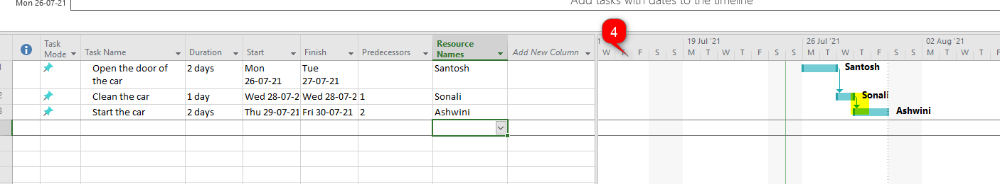 Mon 26-07-21
Add tasks with dates to the timeline
4
Task Mode
Task Name
Duration
Start
Finish
Predecessors
Resource Names
Add New Column
1
19 Jul '21
26 Jul '21
02 Aug '21
W T F S S M T W T F S S M T W T F S S M T W T F
1 Open the door of the car 2 days Mon 26-07-21 Tue 27-07-21 Santosh
2 Clean the car 1 day Wed 28-07-2 Wed 28-07-2 1 Sonali
3 Start the car 2 days Thu 29-07-21 Fri 30-07-21 2 Ashwini
Santosh
Sonali
Ashwini